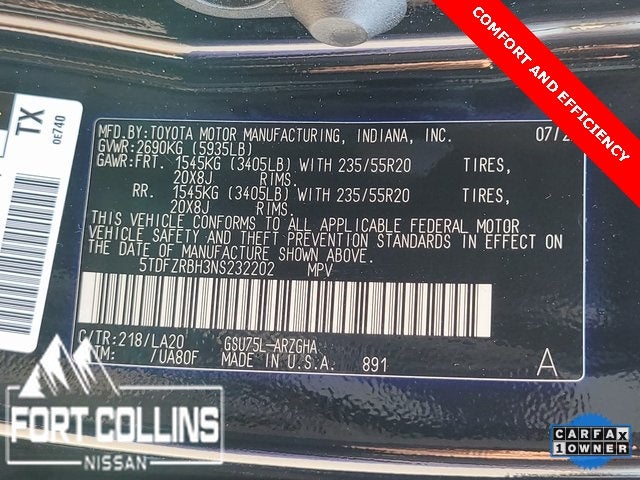 COMFORT AND EFFICIENCY
TX
0E74D
MFD.BY:TOYOTA MOTOR MANUFACTURING, INDIANA, INC.
GVWR:2690KG (5935LB)
GAWR:FRT. 1545KG (3405LB) WITH 235/55R20 TIRES,
20X8J RIMS.
RR. 1545KG (3405LB) WITH 235/55R20 TIRES,
20X8J RIMS.
THIS VEHICLE CONFORMS TO ALL APPLICABLE FEDERAL MOTOR
VEHICLE SAFETY AND THEFT PREVENTION STANDARDS IN EFFECT ON
THE DATE OF MANUFACTURE SHOWN ABOVE.
5TDFZRBH3NS232202 MPV
C/TR:218/LA20 GSU75L-ARZGHA
/UA80F MADE IN U.S.A. 891 A
FORT COLLINS
NISSAN
CARFAX
1 OWNER